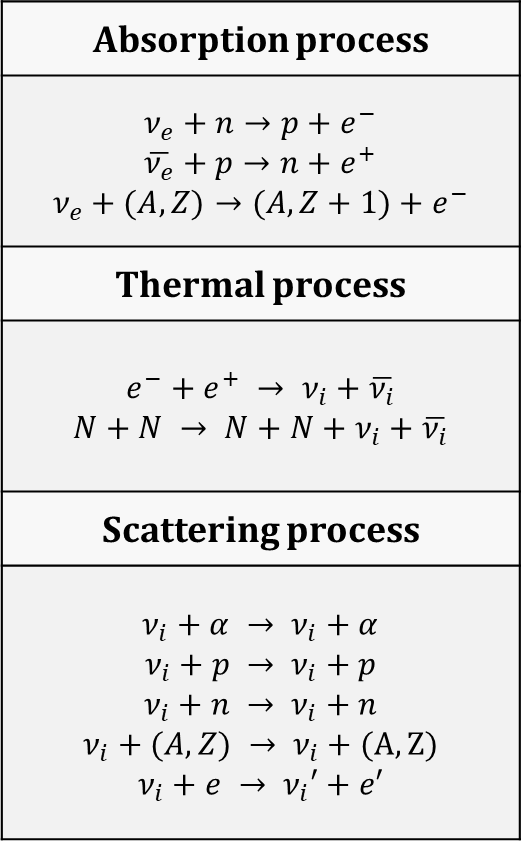 Absorption process
νₑ + n → p + e⁻
ν̅ₑ + p → n + e⁺
νₑ + (A, Z) → (A, Z + 1) + e⁻
Thermal process
e⁻ + e⁺ → νᵢ + ν̅ᵢ
N + N → N + N + νᵢ + ν̅ᵢ
Scattering process
νᵢ + α → νᵢ + α
νᵢ + p → νᵢ + p
νᵢ + n → νᵢ + n
νᵢ + (A, Z) → νᵢ + (A, Z)
νᵢ + e → νᵢ′ + e′